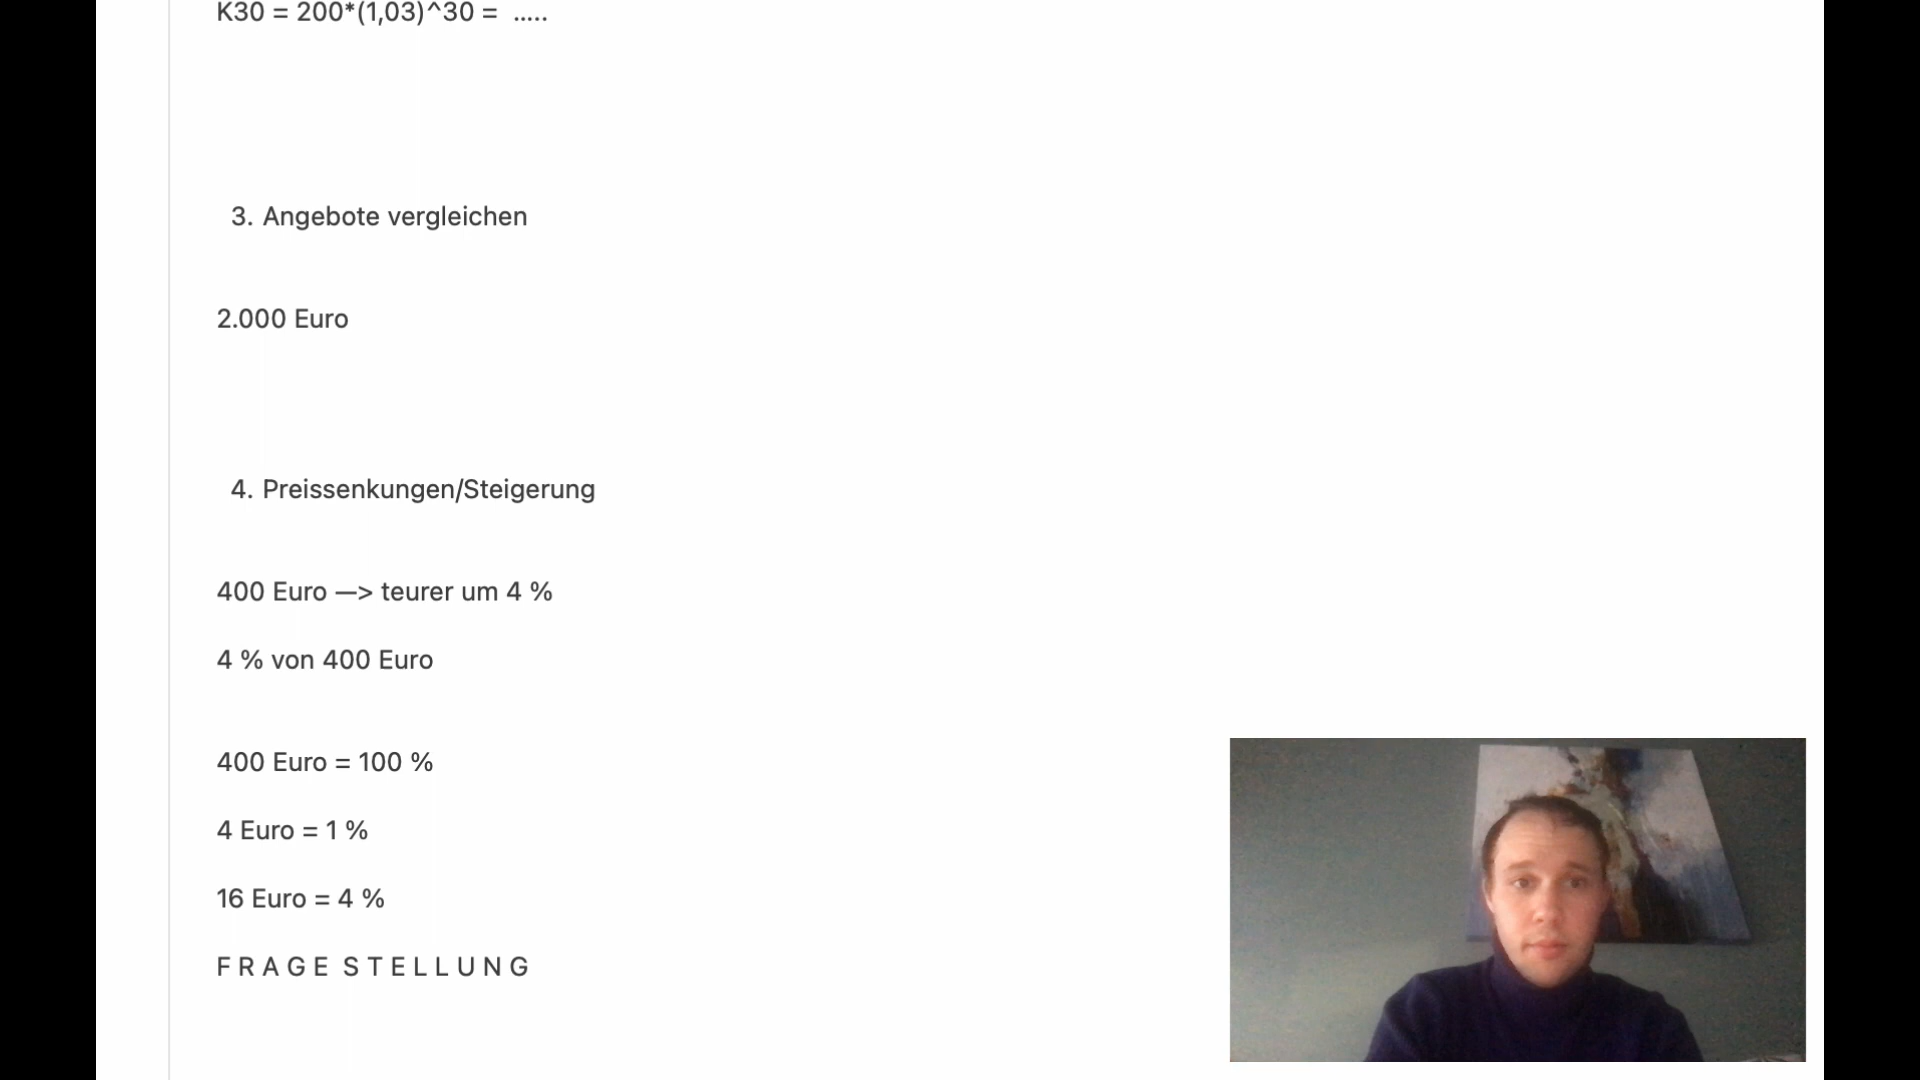 K30 = 200*(1,03)^30 =  .....
3. Angebote vergleichen
2.000 Euro
4. Preissenkungen/Steigerung
400 Euro —> teurer um 4 %
4 % von 400 Euro
400 Euro = 100 %
4 Euro = 1 %
16 Euro = 4 %
F R A G E  S T E L L U N G